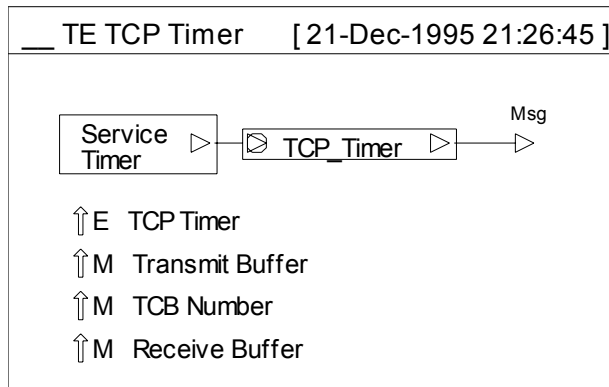 __ TE TCP Timer [ 21-Dec-1995 21:26:45 ]
Msg
Service
Timer
TCP_Timer
⇧ E TCP Timer
⇧ M Transmit Buffer
⇧ M TCB Number
⇧ M Receive Buffer